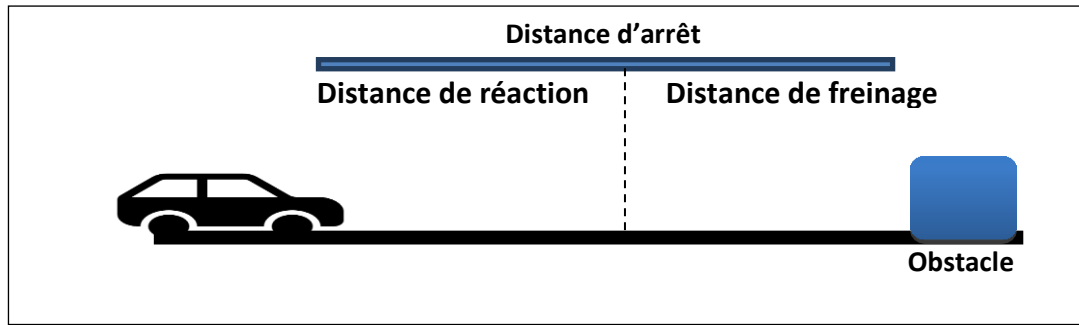 Distance d’arrêt
Distance de réaction Distance de freinage
Obstacle